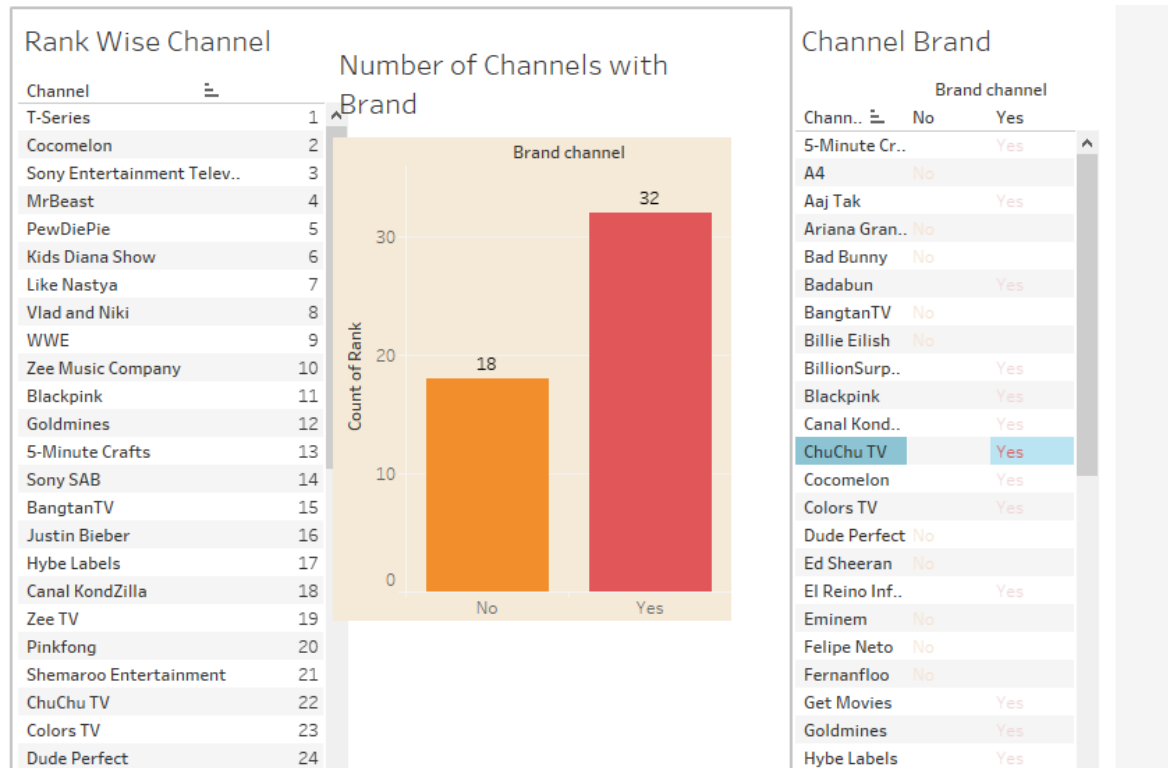 Rank Wise Channel
Channel
T-Series 1
Cocomelon 2
Sony Entertainment Telev.. 3
MrBeast 4
PewDiePie 5
Kids Diana Show 6
Like Nastya 7
Vlad and Niki 8
WWE 9
Zee Music Company 10
Blackpink 11
Goldmines 12
5-Minute Crafts 13
Sony SAB 14
BangtanTV 15
Justin Bieber 16
Hybe Labels 17
Canal KondZilla 18
Zee TV 19
Pinkfong 20
Shemaroo Entertainment 21
ChuChu TV 22
Colors TV 23
Dude Perfect 24
Number of Channels with
Brand
Brand channel
32
30
Count of Rank
20
18
10
0
No Yes
Channel Brand
Brand channel
Chann.. No Yes
5-Minute Cr.. Yes
A4 No
Aaj Tak Yes
Ariana Gran.. No
Bad Bunny No
Badabun Yes
BangtanTV No
Billie Eilish No
BillionSurp.. Yes
Blackpink Yes
Canal Kond.. Yes
ChuChu TV Yes
Cocomelon Yes
Colors TV Yes
Dude Perfect No
Ed Sheeran No
El Reino Inf.. Yes
Eminem No
Felipe Neto No
Fernanfloo No
Get Movies Yes
Goldmines Yes
Hybe Labels Yes